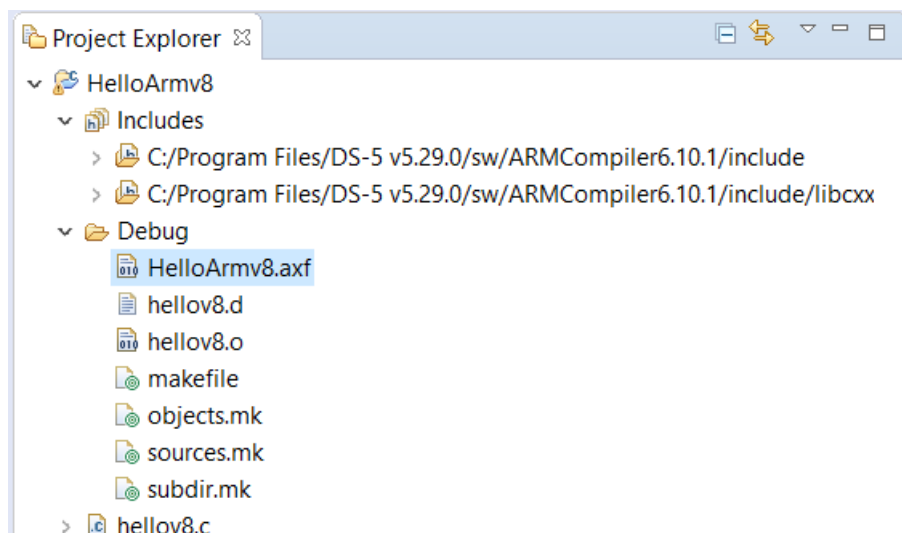 Project Explorer
HelloArmv8
Includes
C:/Program Files/DS-5 v5.29.0/sw/ARMCompiler6.10.1/include
C:/Program Files/DS-5 v5.29.0/sw/ARMCompiler6.10.1/include/libcxx
Debug
HelloArmv8.axf
hellov8.d
hellov8.o
makefile
objects.mk
sources.mk
subdir.mk
hellov8.c